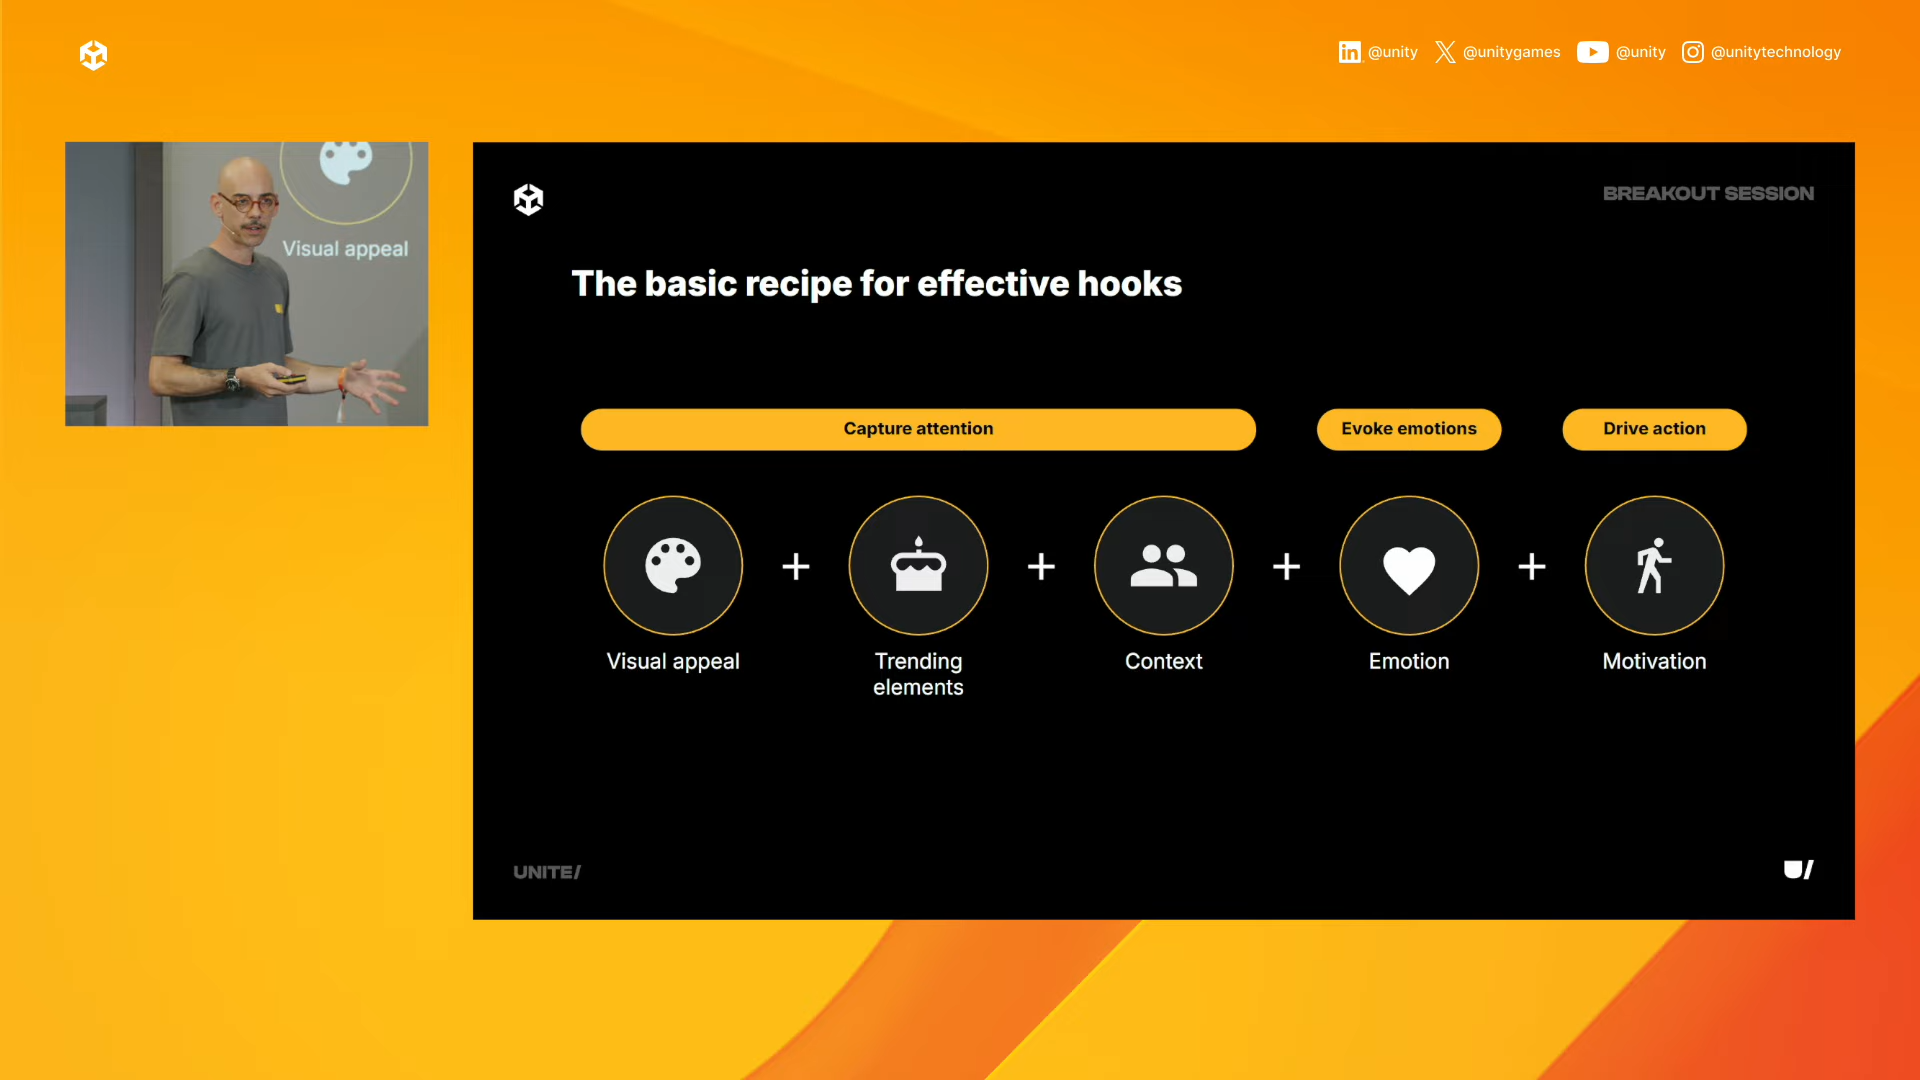 @unity @unitygames @unity @unitytechnology
Visual appeal
BREAKOUT SESSION
The basic recipe for effective hooks
Capture attention
Evoke emotions
Drive action
Visual appeal
Trending
elements
Context
Emotion
Motivation
UNITE/
U/